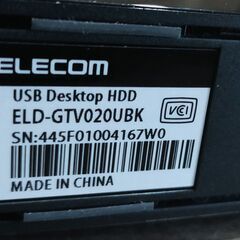 ELECOM
USB Desktop HDD
ELD-GTV020UBK
VCI
SN:445F01004167W0
MADE IN CHINA